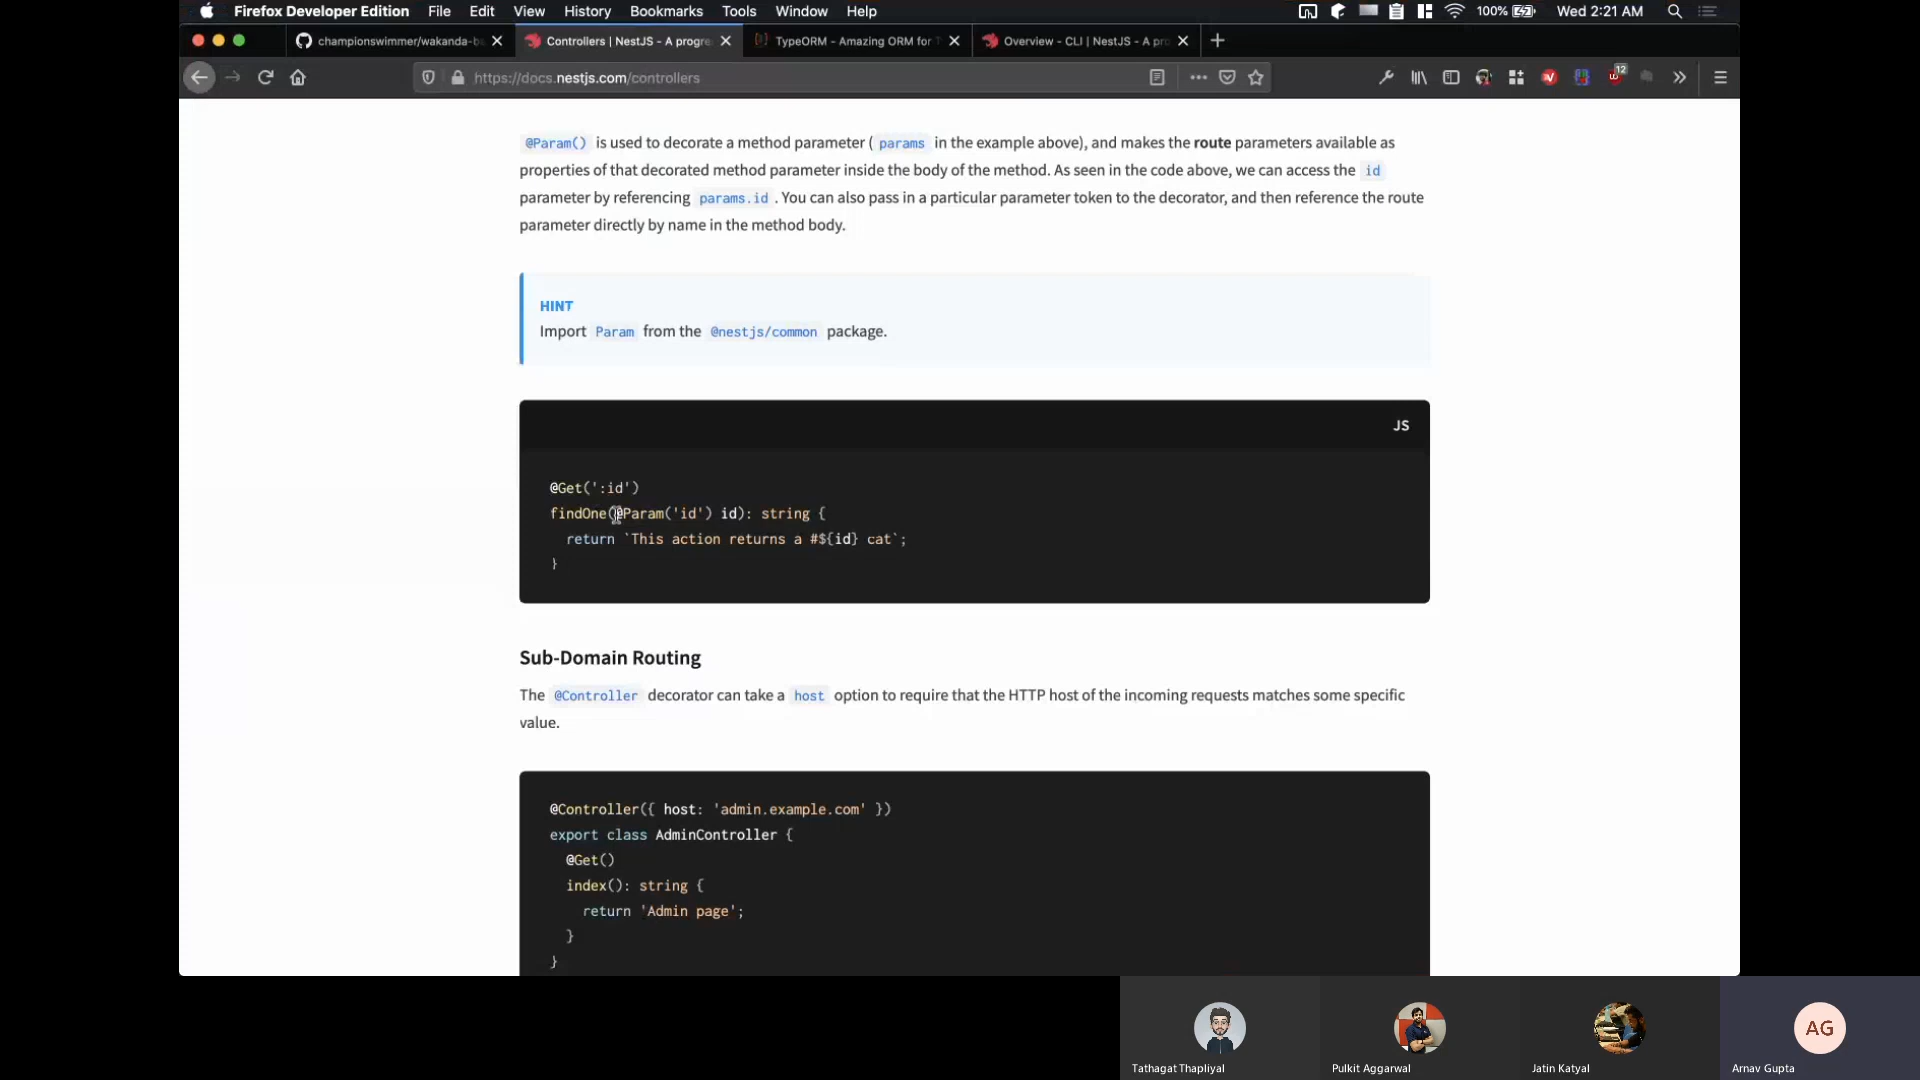 Firefox Developer Edition File Edit View History Bookmarks Tools Window Help 100% Wed 2:21 AM
championswimmer/wakanda-b
Controllers | NestJS - A progre
TypeORM - Amazing ORM for T
Overview - CLI | NestJS - A pro
https://docs.nestjs.com/controllers
12
@Param() is used to decorate a method parameter ( params in the example above), and makes the route parameters available as
properties of that decorated method parameter inside the body of the method. As seen in the code above, we can access the id
parameter by referencing params.id . You can also pass in a particular parameter token to the decorator, and then reference the route
parameter directly by name in the method body.
HINT
Import Param from the @nestjs/common package.
JS
@Get(':id')
findOne(@Param('id') id): string {
return `This action returns a #${id} cat`;
}
Sub-Domain Routing
The @Controller decorator can take a host option to require that the HTTP host of the incoming requests matches some specific
value.
@Controller({ host: 'admin.example.com' })
export class AdminController {
@Get()
index(): string {
return 'Admin page';
}
}
AG
Tathagat Thapliyal
Pulkit Aggarwal
Jatin Katyal
Arnav Gupta